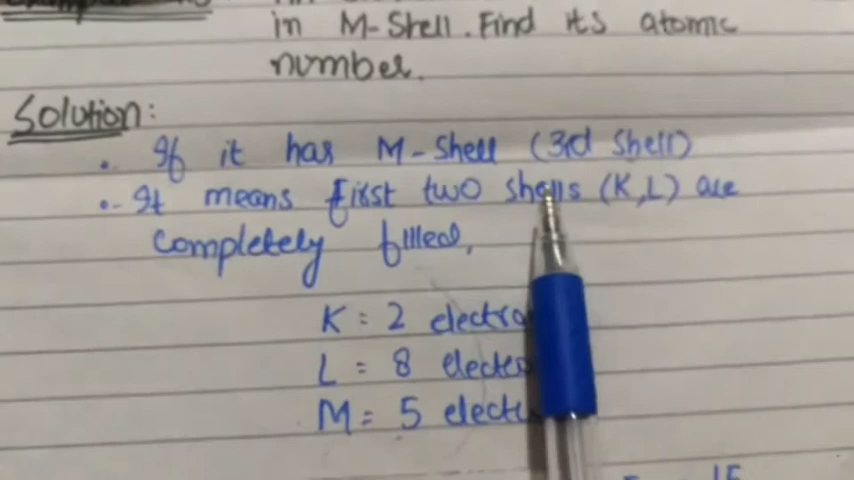 in M-Shell. Find its atomic
number.
Solution:
If it has M-Shell (3rd Shell)
It means first two shells (K,L) are
completely filled.
K = 2
L = 8
M = 5
15